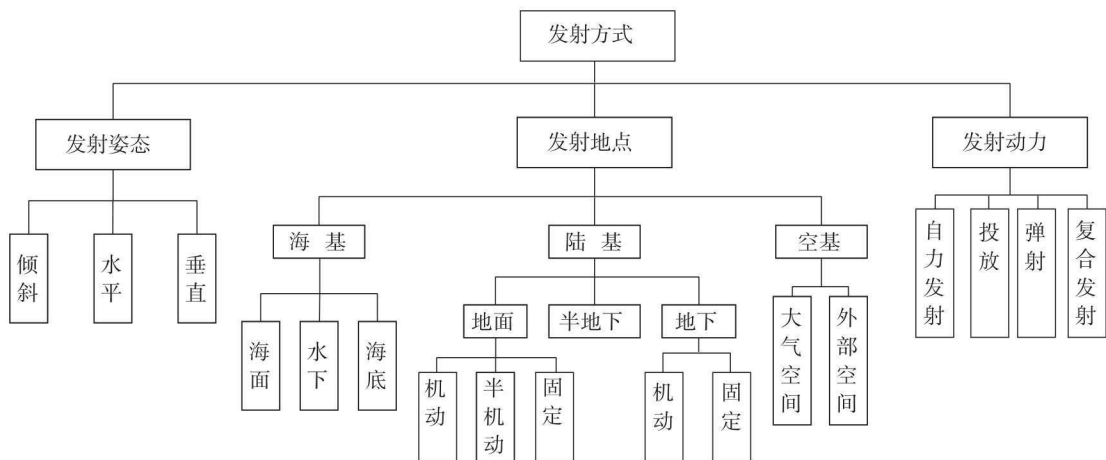 发射方式
发射姿态
发射地点
发射动力
倾斜
水平
垂直
海 基
陆 基
空基
自力发射
投放
弹射
复合发射
海面
水下
海底
地面
半地下
地下
大气空间
外部空间
机动
半机动
固定
机动
固定